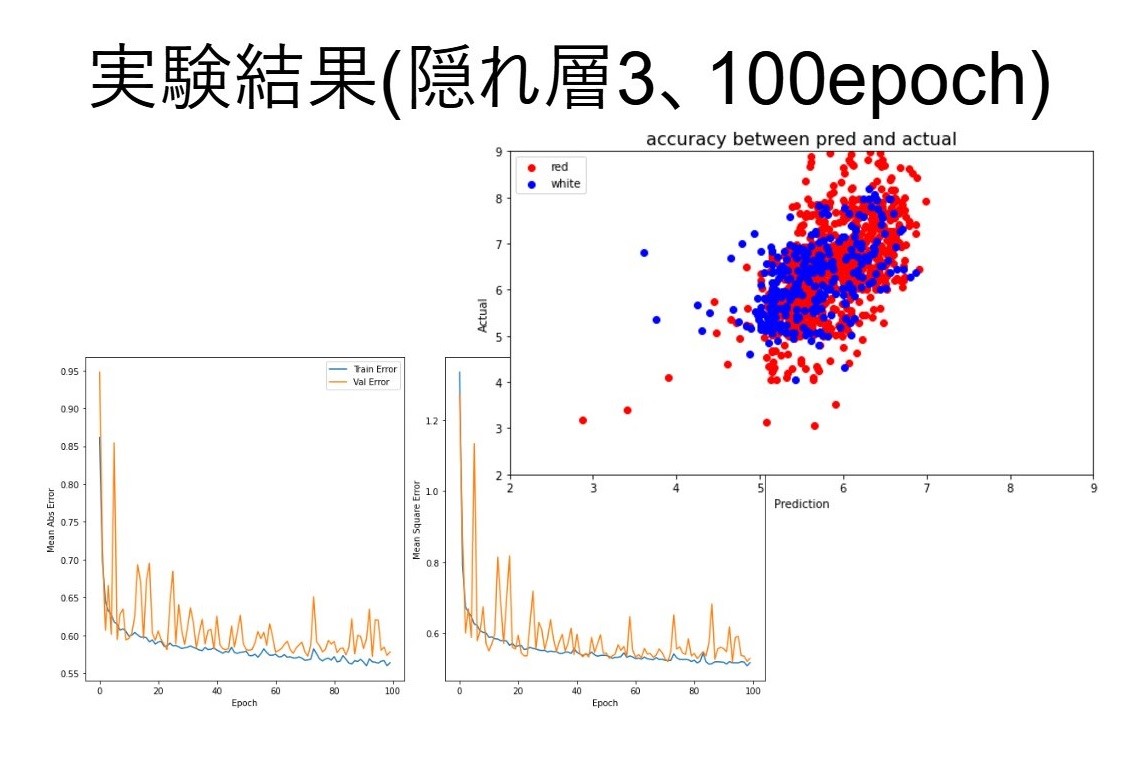 実験結果(隠れ層3、100epoch)
accuracy between pred and actual
red
white
9
8
7
6
5
4
3
2
Actual
2 3 4 5 6 7 8 9
Prediction
Train Error
Val Error
0.95
0.90
0.85
0.80
0.75
0.70
0.65
0.60
0.55
Mean Abs Error
0 20 40 60 80 100
Epoch
1.2
1.0
0.8
0.6
Mean Square Error
0 20 40 60 80 100
Epoch